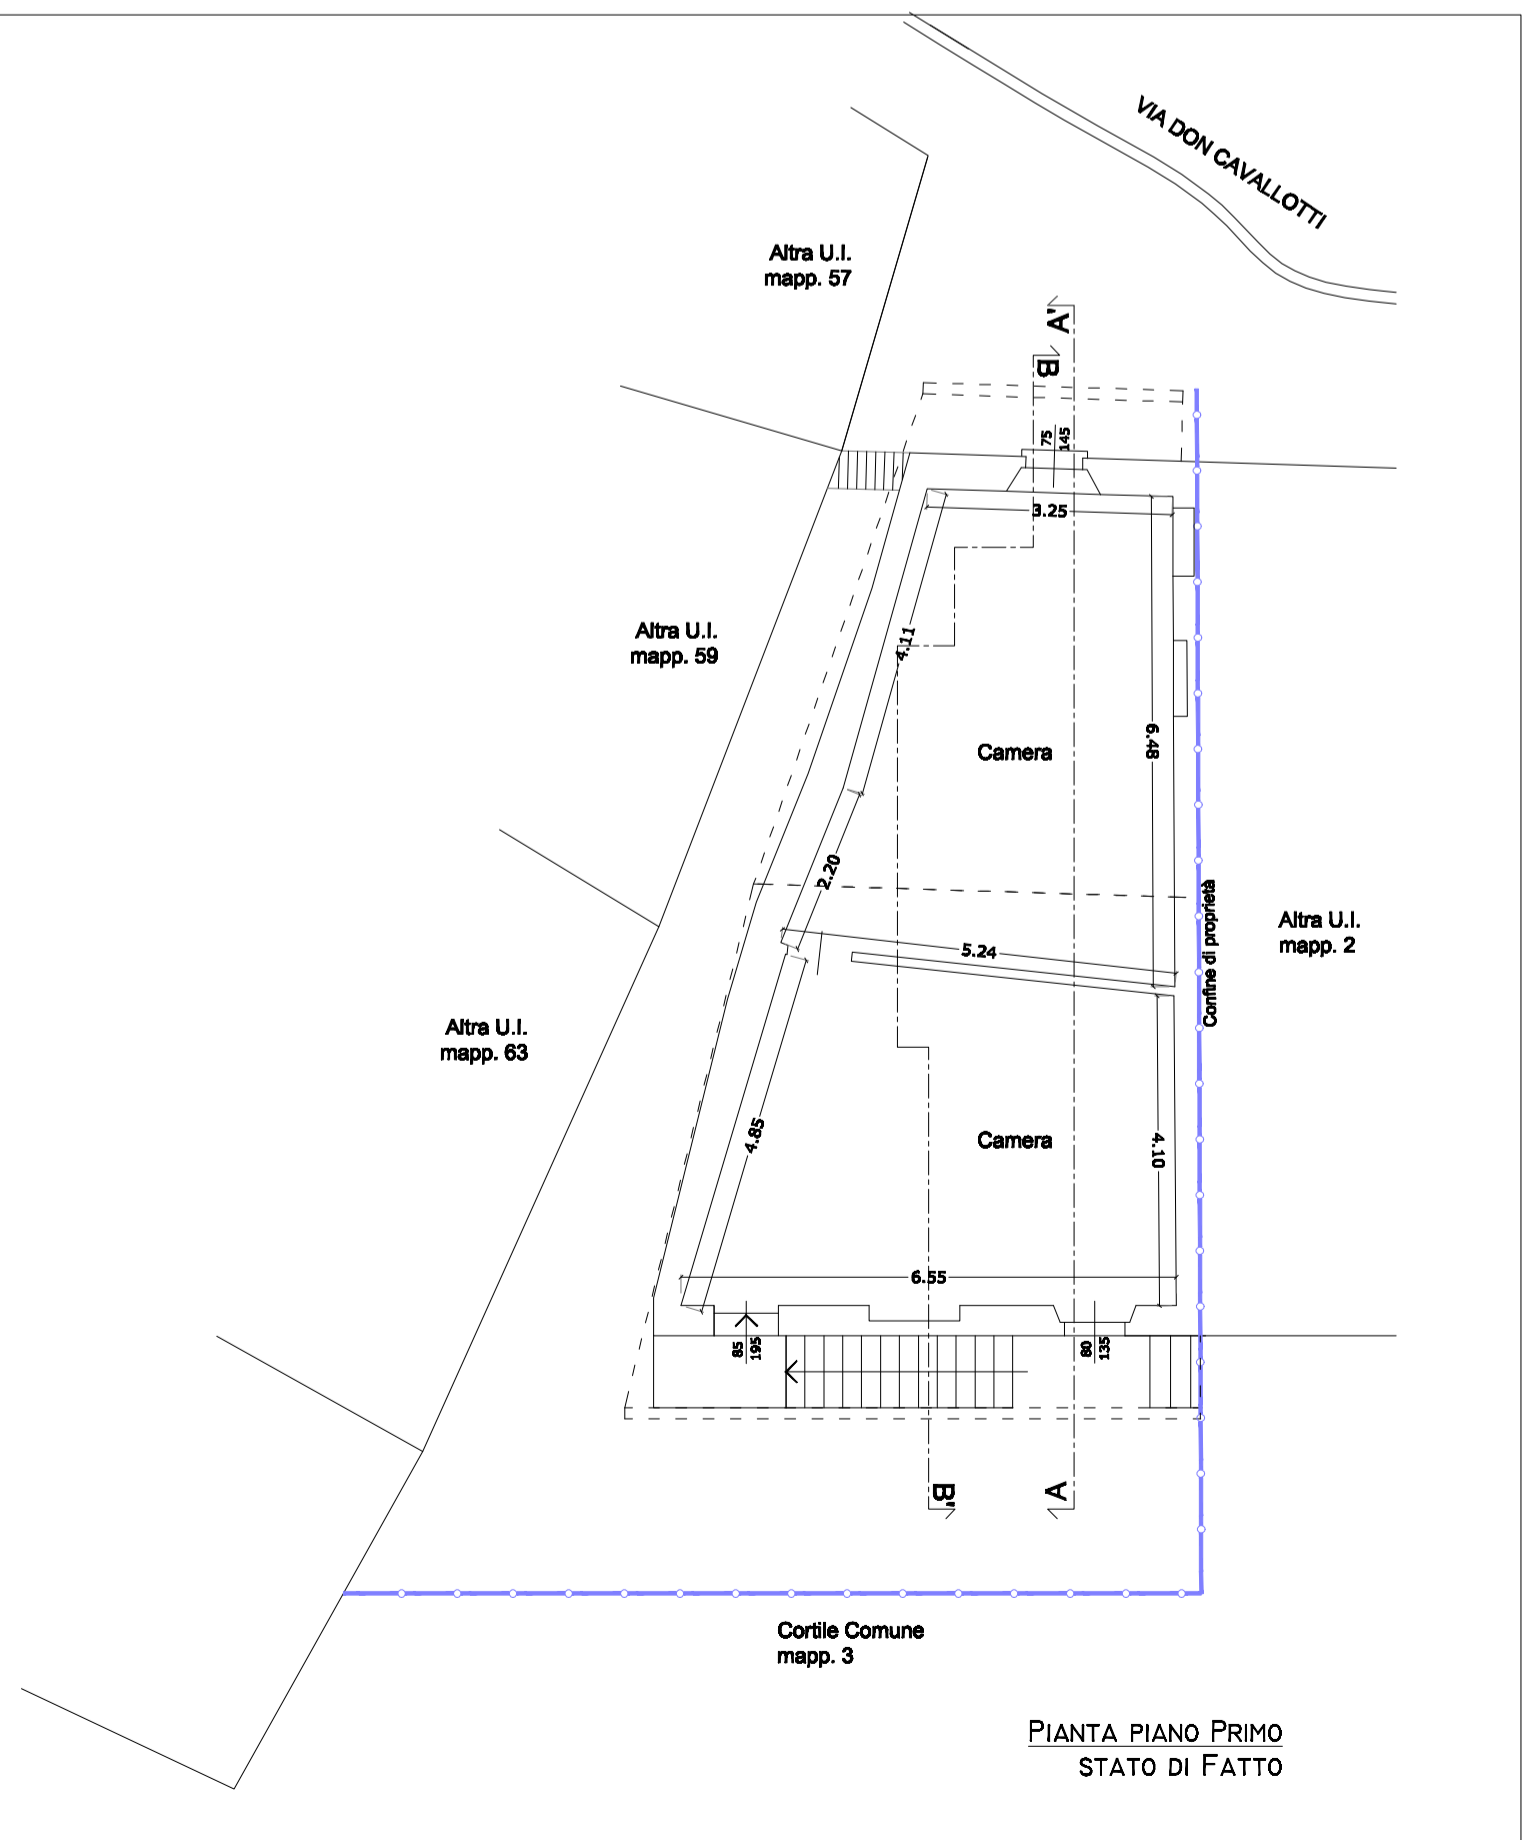 VIA DON CAVALLOTTI
Altra U.I.
mapp. 57
A'
B
75
145
3.25
Altra U.I.
mapp. 59
4.11
6.48
Camera
2.20
5.24
Confine di proprietà
Altra U.I.
mapp. 2
Altra U.I.
mapp. 63
4.85
Camera
4.10
6.55
85
195
80
135
B'
A
Cortile Comune
mapp. 3
PIANTA PIANO PRIMO
STATO DI FATTO